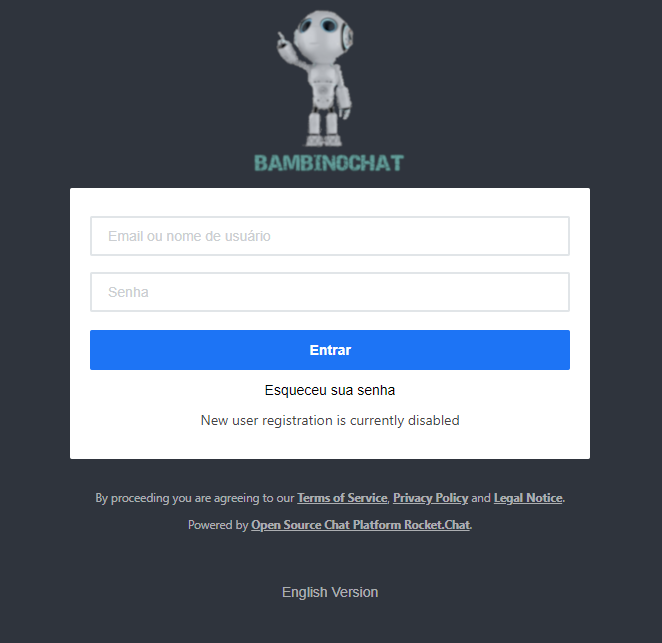 BAMBINOCHAT
Email ou nome de usuário
Senha
Entrar
Esqueceu sua senha
New user registration is currently disabled
By proceeding you are agreeing to our Terms of Service, Privacy Policy and Legal Notice.
Powered by Open Source Chat Platform Rocket.Chat.
English Version